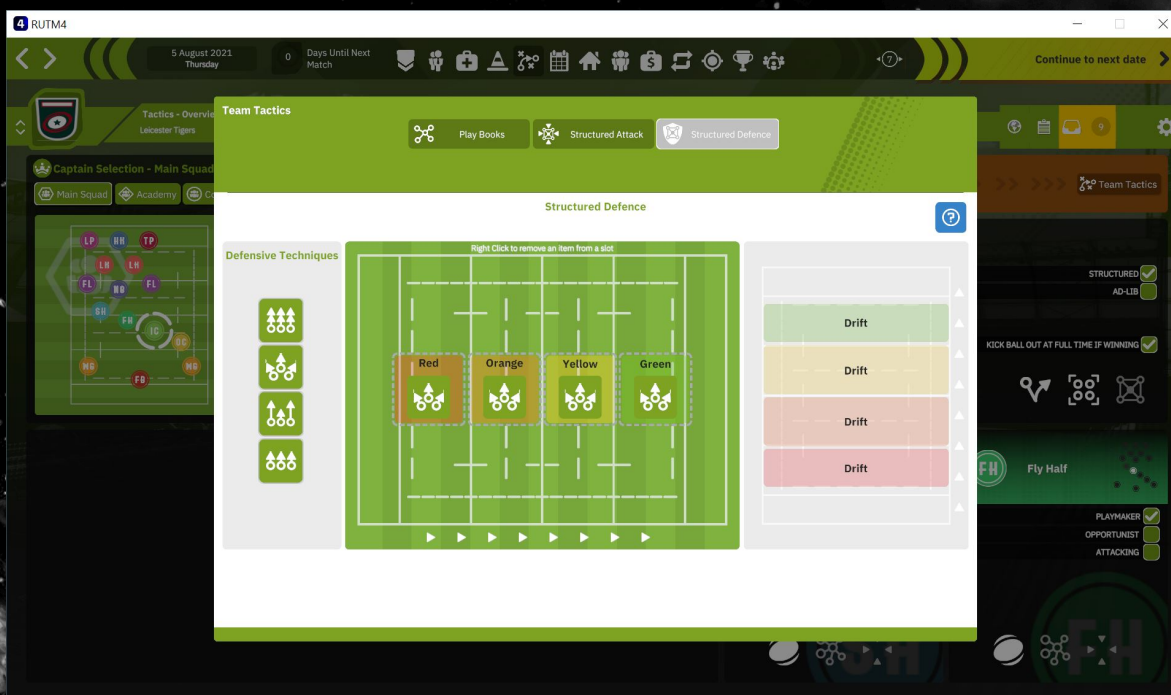 4 RUTM4
5 August 2021
Thursday
0 Days Until Next
Match
7
Continue to next date
Tactics - Overvie
Leicester Tigers
Team Tactics
Play Books
Structured Attack
Structured Defence
9
Captain Selection - Main Squad
Main Squad
Academy
Co
Team Tactics
Structured Defence
?
LP HK TP
LK LK
FL N8 FL
SH FH IC OC
WG FB WG
Defensive Techniques
Right Click to remove an item from a slot
Red Orange Yellow Green
Drift
Drift
Drift
Drift
STRUCTURED
AD-LIB
KICK BALL OUT AT FULL TIME IF WINNING
FH Fly Half
PLAYMAKER
OPPORTUNIST
ATTACKING
FH